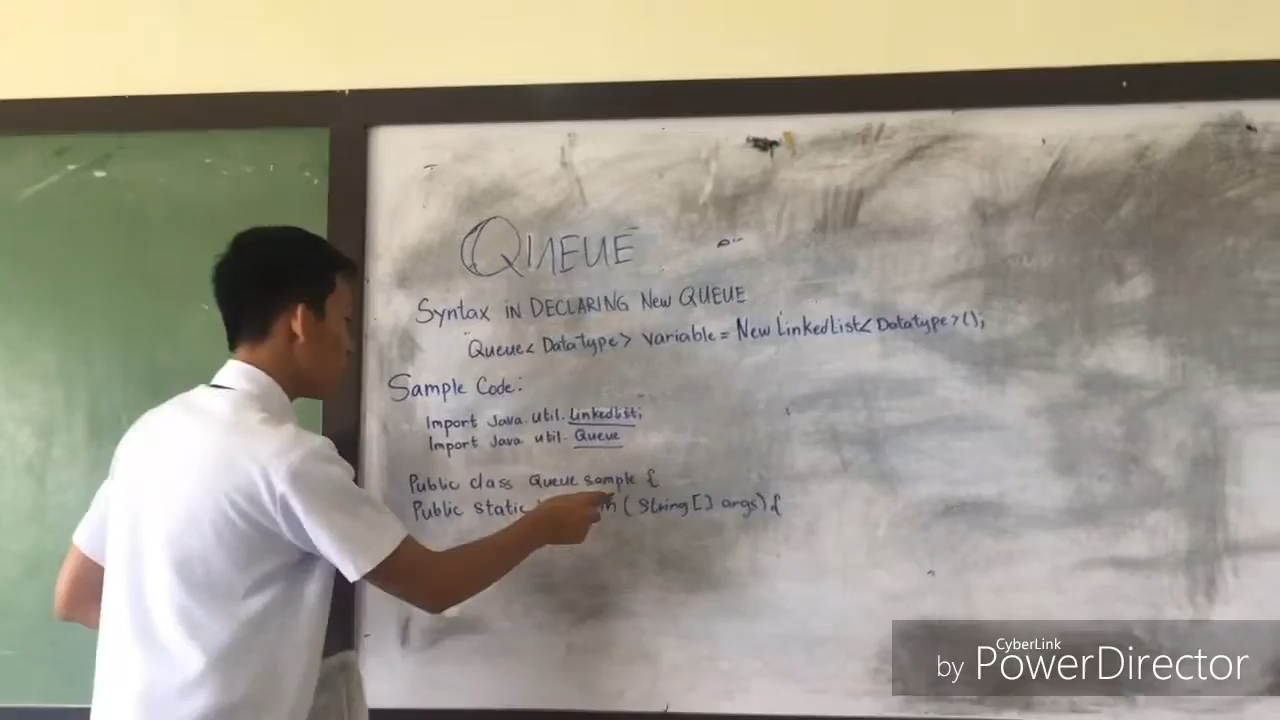 QUEUE
Syntax in DECLARING New QUEUE
Queue< DataType> variable = New LinkedList< Datatype>();
Sample Code:
Import Java.util.LinkedList;
Import Java util. Queue
Public class Queue sample {
Public static (String [] args) {
CyberLink
by PowerDirector